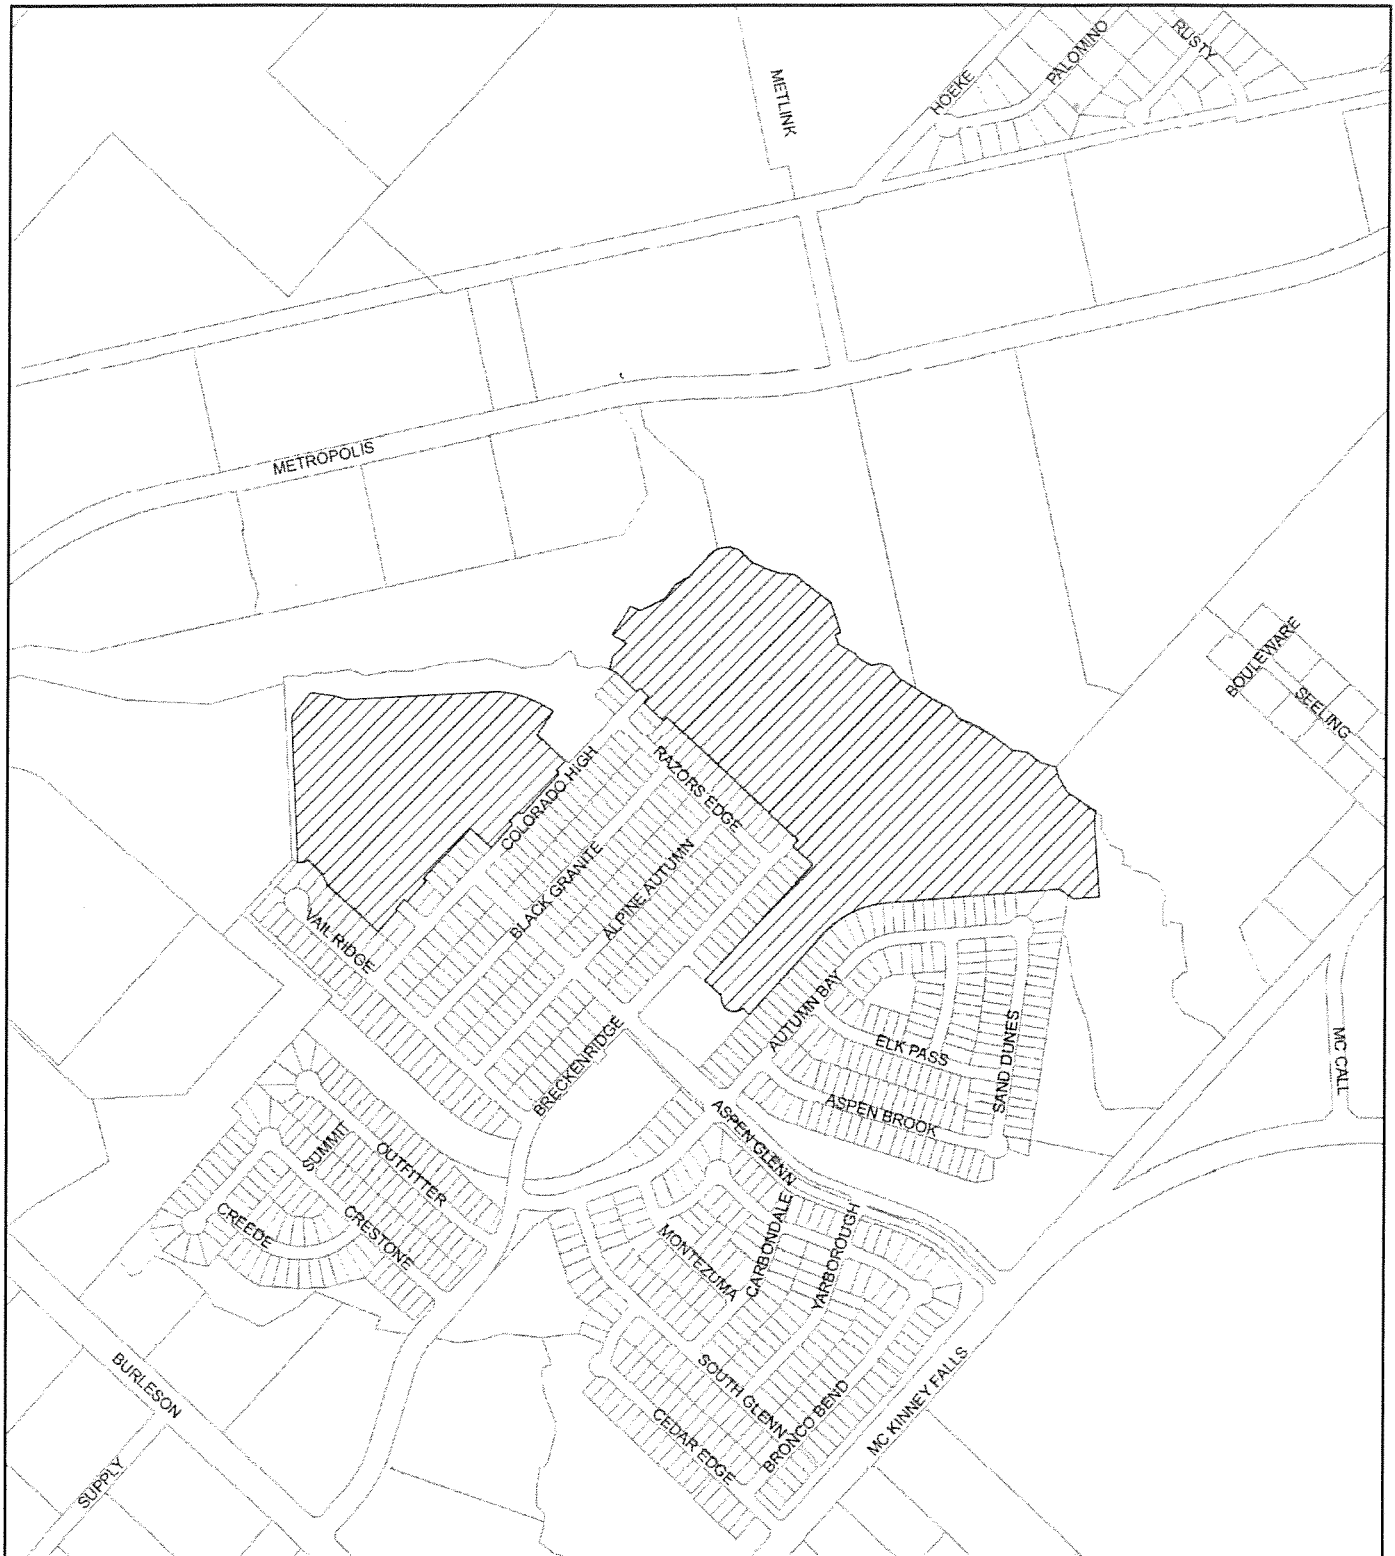 RUSTY
PALOMINO
HOEKE
METLINK
METROPOLIS
BOULEWARE
SEELING
RAZORS EDGE
COLORADO HIGH
BLACK GRANITE
ALPINE AUTUMN
VAIL RIDGE
AUTUMN BAY
ELK PASS
SAND DUNES
MC CALL
BRECKENRIDGE
ASPEN BROOK
ASPEN GLENN
SUMMIT
OUTFITTER
CREEDE
CRESTONE
CARBONDALE
YARBOROUGH
MONTEZUMA
BURLESON
SOUTH GLENN
BRONCO BEND
MC KINNEY FALLS
CEDAR EDGE
SUPPLY